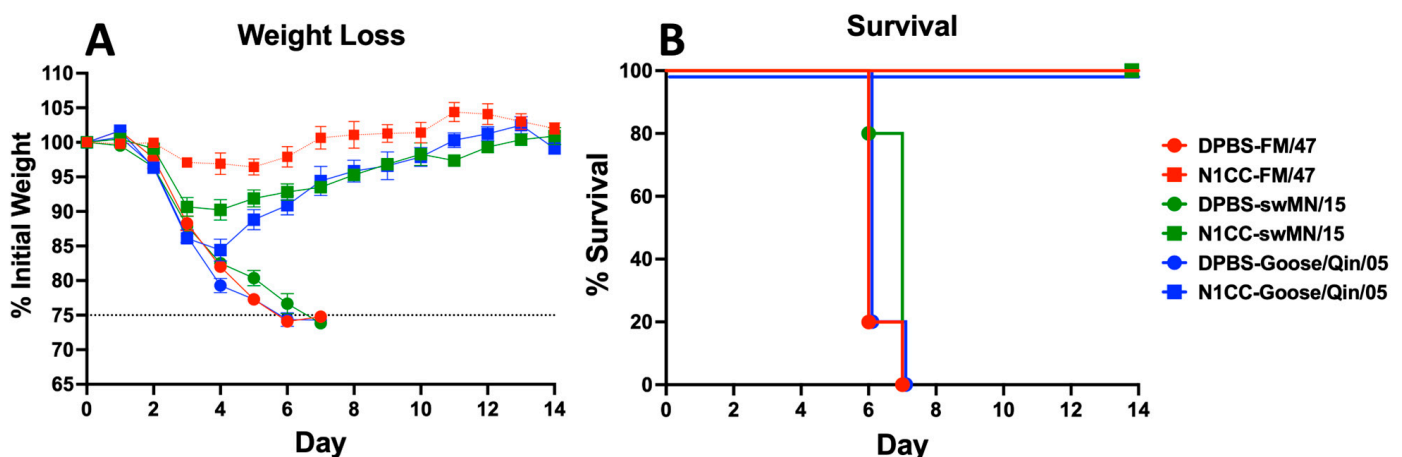 A
Weight Loss
% Initial Weight
110
105
100
95
90
85
80
75
70
65
0 2 4 6 8 10 12 14
Day
B
Survival
% Survival
100
80
60
40
20
0
0 2 4 6 8 10 12 14
Day
DPBS-FM/47
N1CC-FM/47
DPBS-swMN/15
N1CC-swMN/15
DPBS-Goose/Qin/05
N1CC-Goose/Qin/05